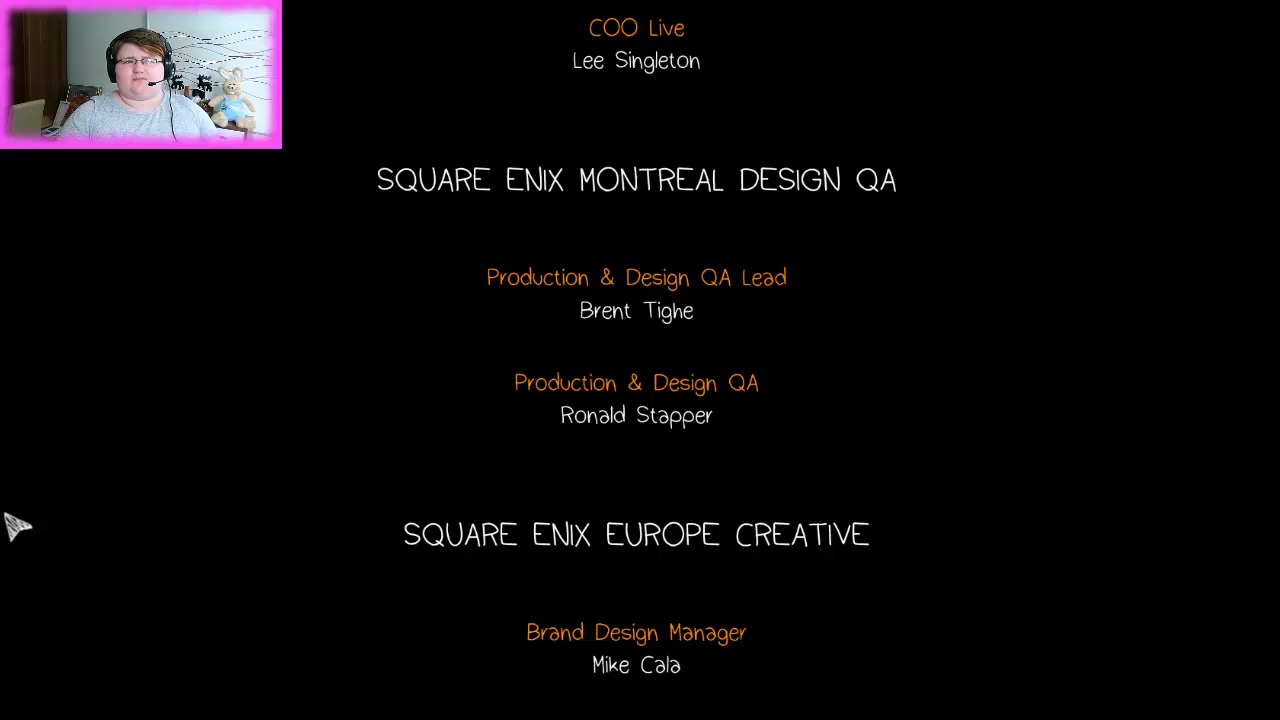 COO Live
Lee Singleton
SQUARE ENIX MONTREAL DESIGN QA
Production & Design QA Lead
Brent Tighe
Production & Design QA
Ronald Stapper
SQUARE ENIX EUROPE CREATIVE
Brand Design Manager
Mike Cala